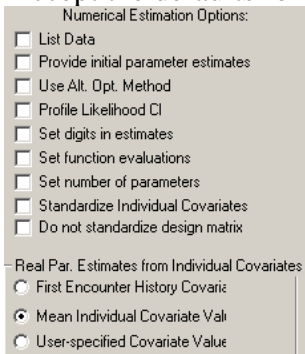 Numerical Estimation Options:
List Data
Provide initial parameter estimates
Use Alt. Opt. Method
Profile Likelihood CI
Set digits in estimates
Set function evaluations
Set number of parameters
Standardize Individual Covariates
Do not standardize design matrix
Real Par. Estimates from Individual Covariates
First Encounter History Covaria
Mean Individual Covariate Valu
User-specified Covariate Value